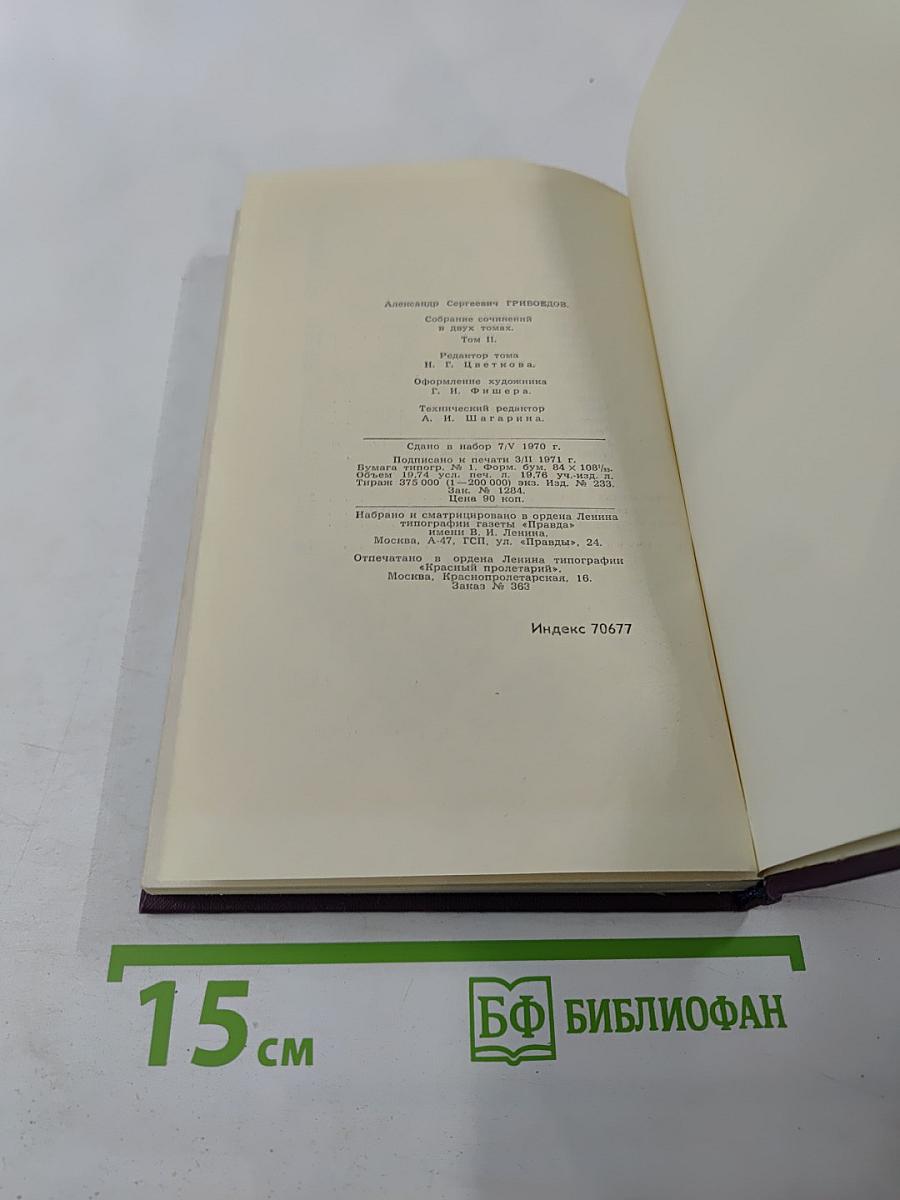 Александр Сергеевич ГРИБОЕДОВ.
Собрание сочинений
в двух томах.
Том II.
Редактор тома
Н. Г. Цветкова.
Оформление художника
Г. И. Фишера.
Технический редактор
А. И. Шагарина.
Сдано в набор 7/V 1970 г.
Подписано к печати 3/II 1971 г.
Бумага типогр. № 1. Форм. бум. 84 × 108¹/₃₂.
Объем 19,74 усл. печ. л. 19,76 уч.-изд. л.
Тираж 375 000 (1—200 000) экз. Изд. № 233.
Зак. № 1284.
Цена 90 коп.
Набрано и сматрицировано в ордена Ленина
типографии газеты «Правда»
имени В. И. Ленина.
Москва, А-47, ГСП, ул. «Правды», 24.
Отпечатано в ордена Ленина типографии
«Красный пролетарий».
Москва, Краснопролетарская, 16.
Заказ № 363
Индекс 70677
15 см
БФ БИБЛИОФАН